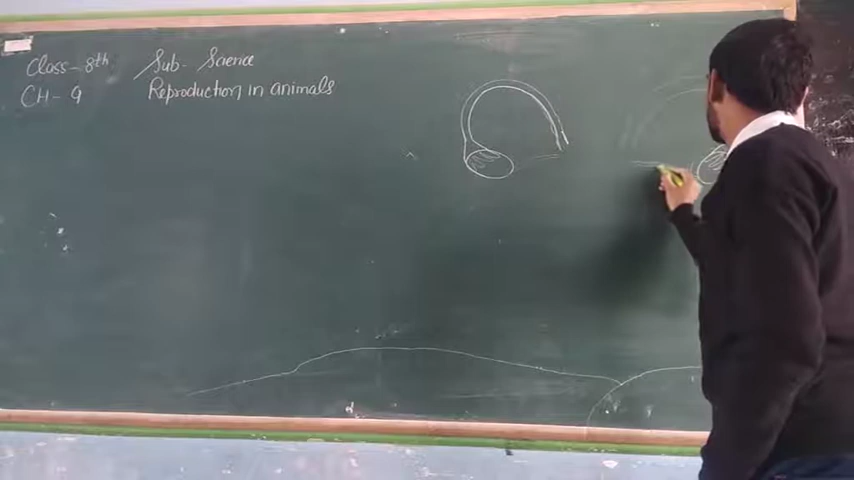 Class - 8th Sub - Science
CH - 9 Reproduction in animals